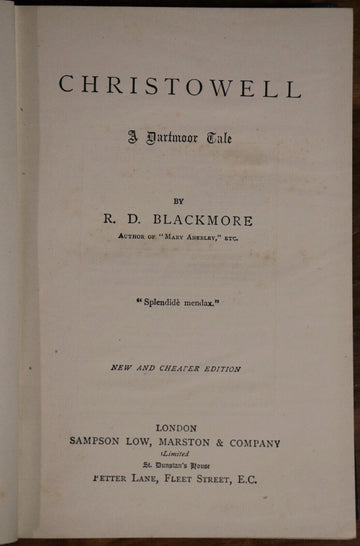 CHRISTOWELL
A Dartmoor Tale
BY
R. D. BLACKMORE
AUTHOR OF "MARY ANERLEY," ETC.
"Splendidè mendax."
NEW AND CHEAPER EDITION
LONDON
SAMPSON LOW, MARSTON & COMPANY
Limited
St. Dunstan's House
FETTER LANE, FLEET STREET, E.C.